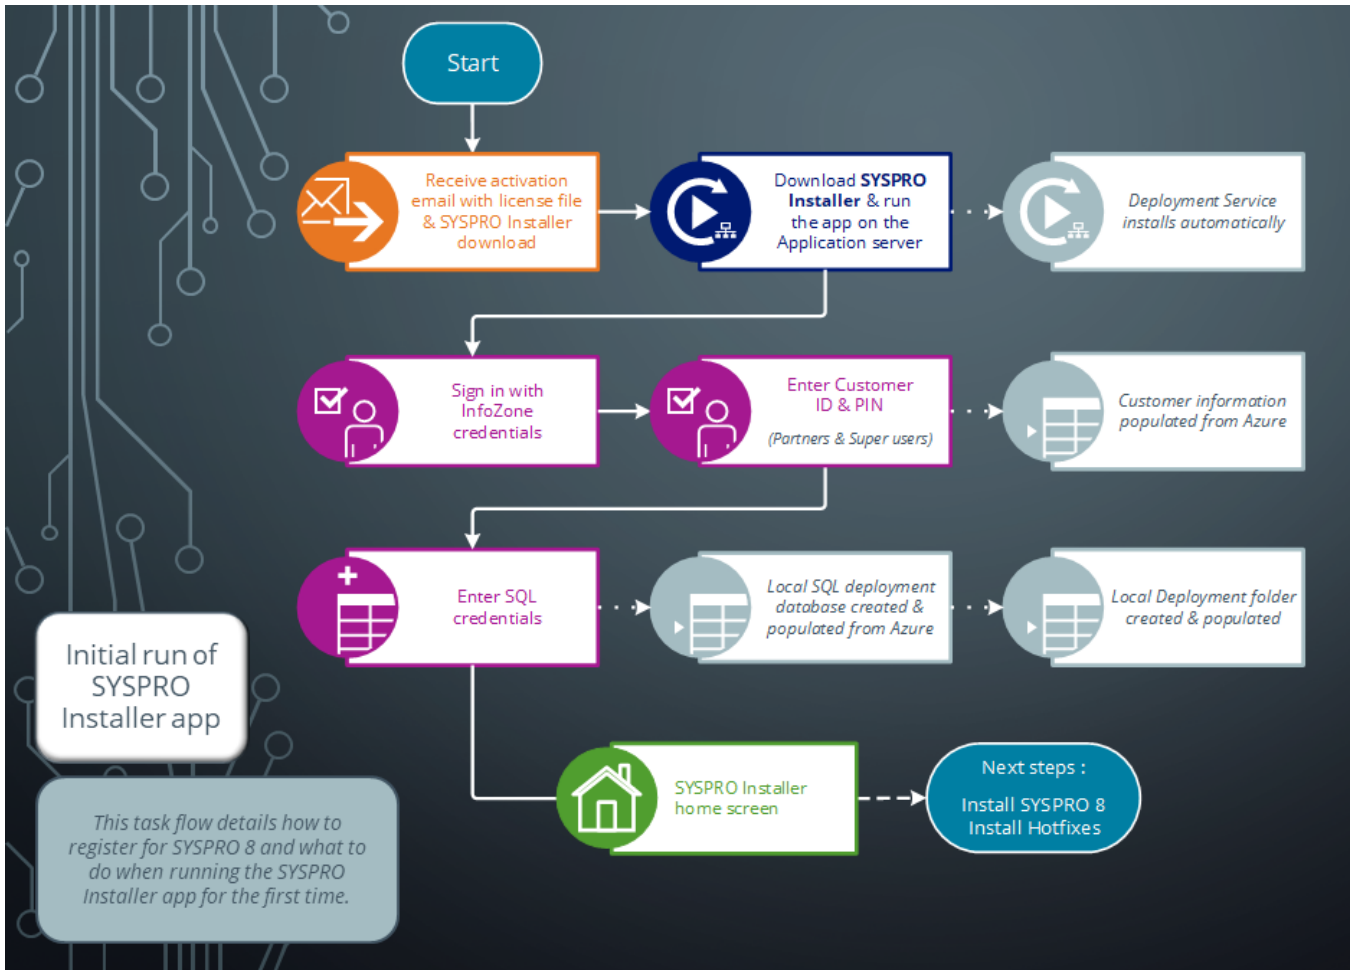 Start
Receive activation
email with license file
& SYSPRO Installer
download
Download SYSPRO
Installer & run
the app on the
Application server
Deployment Service
installs automatically
Sign in with
InfoZone
credentials
Enter Customer
ID & PIN
(Partners & Super users)
Customer information
populated from Azure
Enter SQL
credentials
Local SQL deployment
database created &
populated from Azure
Local Deployment folder
created & populated
Initial run of
SYSPRO
Installer app
SYSPRO Installer
home screen
Next steps :
Install SYSPRO 8
Install Hotfixes
This task flow details how to
register for SYSPRO 8 and what to
do when running the SYSPRO
Installer app for the first time.